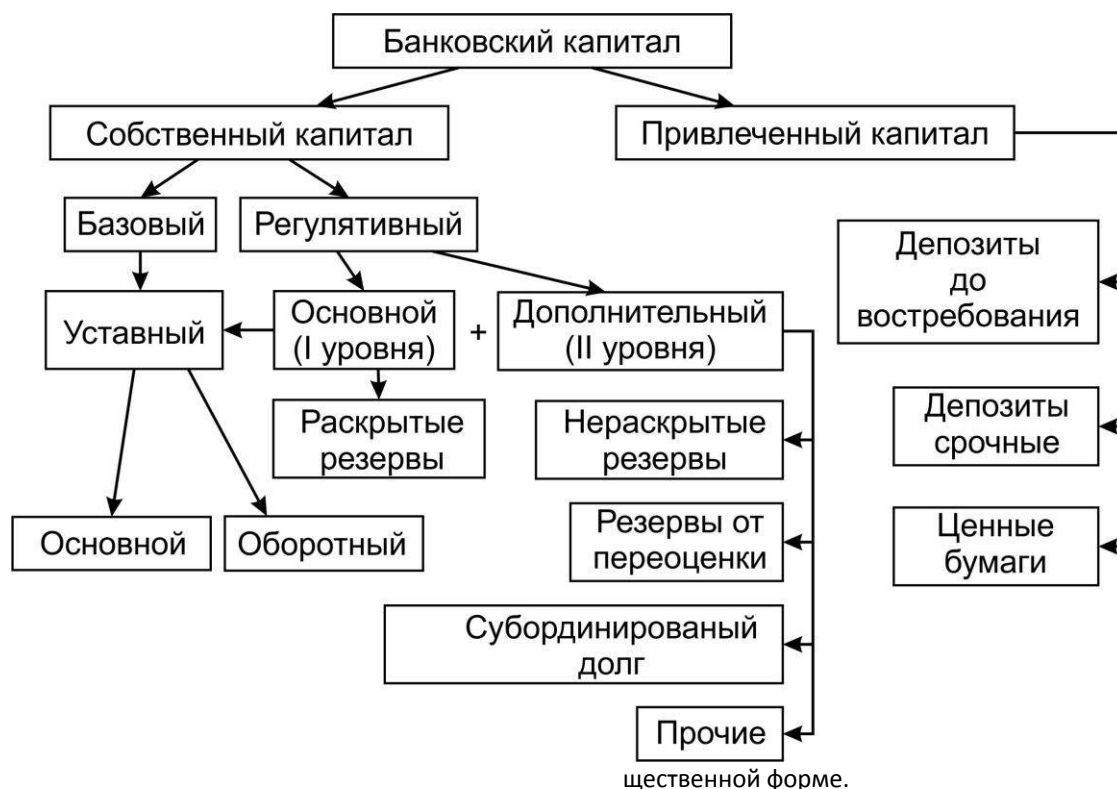 Банковский капитал
Собственный капитал
Привлеченный капитал
Базовый
Регулятивный
Депозиты
до
востребования
Уставный
Основной
(I уровня)
+
Дополнительный
(II уровня)
Раскрытые
резервы
Нераскрытые
резервы
Депозиты
срочные
Основной
Оборотный
Резервы от
переоценки
Ценные
бумаги
Субординированый
долг
Прочие
щественной форме.